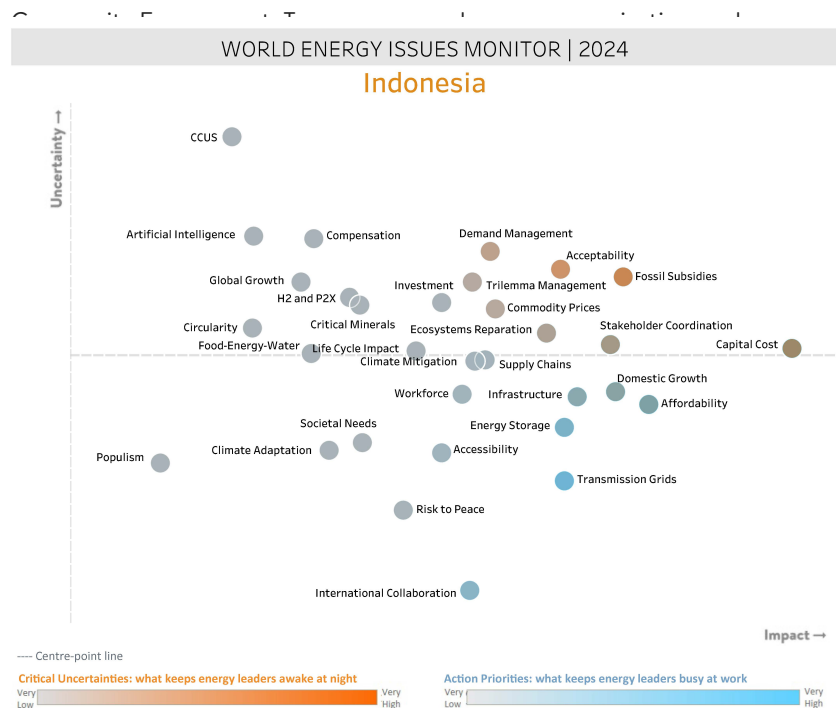 WORLD ENERGY ISSUES MONITOR | 2024
Indonesia
Uncertainty →
CCUS
Artificial Intelligence
Compensation
Demand Management
Acceptability
Fossil Subsidies
Global Growth
Investment
Trilemma Management
H2 and P2X
Commodity Prices
Critical Minerals
Circularity
Ecosystems Reparation
Stakeholder Coordination
Food-Energy-Water
Life Cycle Impact
Capital Cost
Climate Mitigation
Supply Chains
Domestic Growth
Workforce
Infrastructure
Affordability
Societal Needs
Energy Storage
Climate Adaptation
Accessibility
Populism
Transmission Grids
Risk to Peace
International Collaboration
Impact →
---- Centre-point line
Critical Uncertainties: what keeps energy leaders awake at night
Very Low
Very High
Action Priorities: what keeps energy leaders busy at work
Very Low
Very High